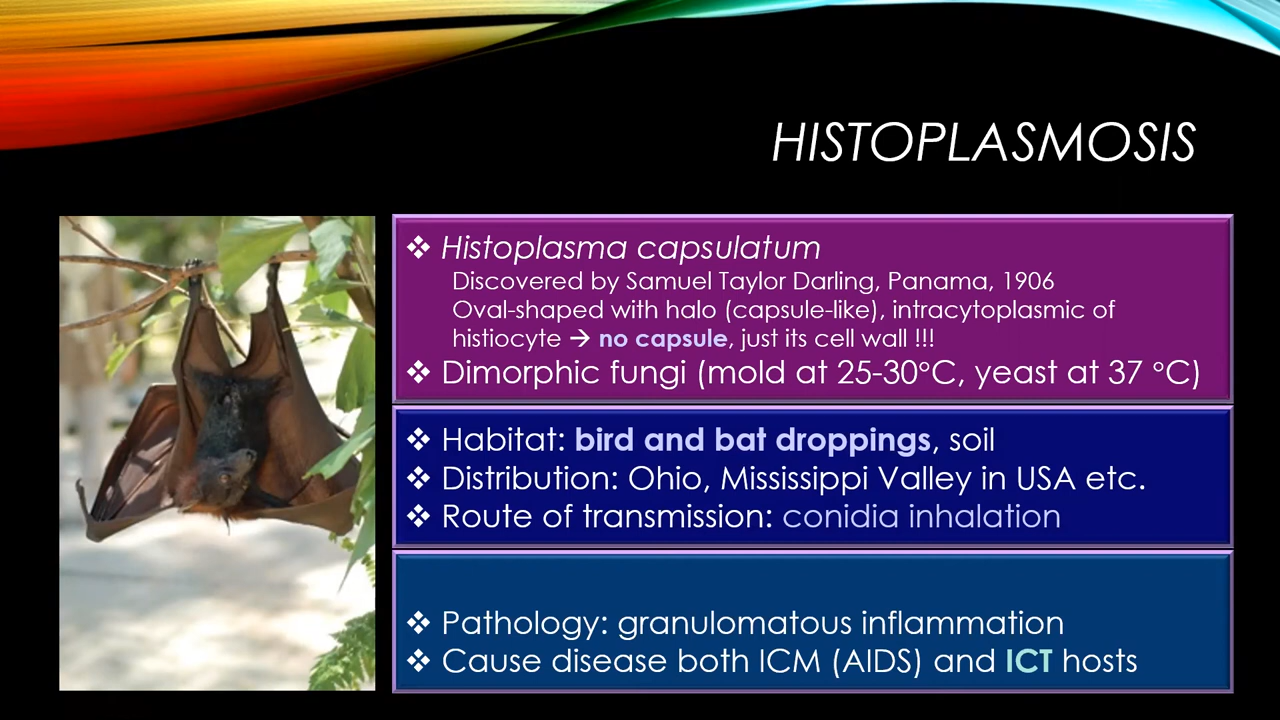 HISTOPLASMOSIS
❖ Histoplasma capsulatum
Discovered by Samuel Taylor Darling, Panama, 1906
Oval-shaped with halo (capsule-like), intracytoplasmic of
histiocyte → no capsule, just its cell wall !!!
❖ Dimorphic fungi (mold at 25-30°C, yeast at 37 °C)
❖ Habitat: bird and bat droppings, soil
❖ Distribution: Ohio, Mississippi Valley in USA etc.
❖ Route of transmission: conidia inhalation
❖ Pathology: granulomatous inflammation
❖ Cause disease both ICM (AIDS) and ICT hosts